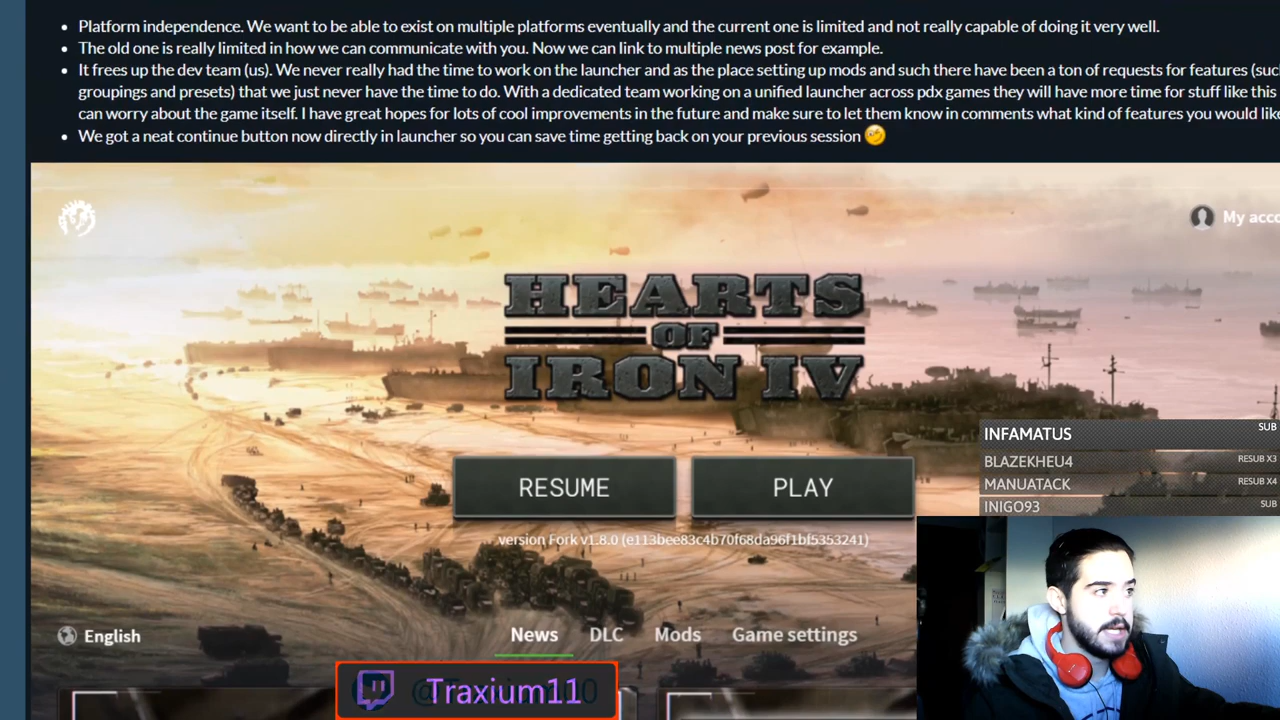 Platform independence. We want to be able to exist on multiple platforms eventually and the current one is limited and not really capable of doing it very well.
The old one is really limited in how we can communicate with you. Now we can link to multiple news post for example.
It frees up the dev team (us). We never really had the time to work on the launcher and as the place setting up mods and such there have been a ton of requests for features (suc
groupings and presets) that we just never have the time to do. With a dedicated team working on a unified launcher across pdx games they will have more time for stuff like this
can worry about the game itself. I have great hopes for lots of cool improvements in the future and make sure to let them know in comments what kind of features you would like
We got a neat continue button now directly in launcher so you can save time getting back on your previous session
My acco
HEARTS
OF
IRON IV
RESUME
PLAY
version Fork v1.8.0 (e113bee83c4b70f68da96f1bf5353241)
INFAMATUS SUB
BLAZEKHEU4 RESUB X3
MANUATACK RESUB X4
INIGO93 SUB
English
News
DLC
Mods
Game settings
Traxium11